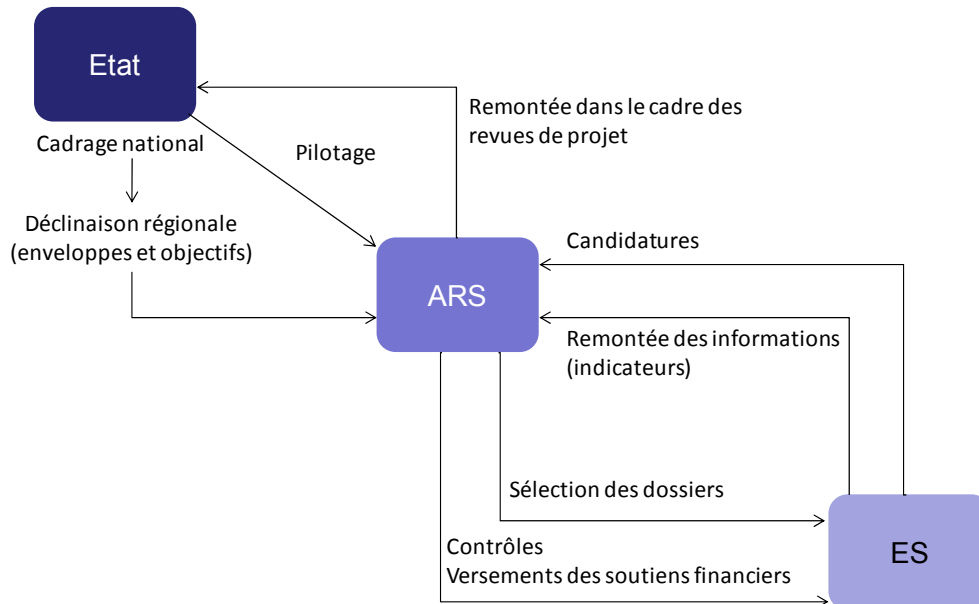 Etat
Cadrage national
Pilotage
Remontée dans le cadre des
revues de projet
Déclinaison régionale
(enveloppes et objectifs)
Candidatures
ARS
Remontée des informations
(indicateurs)
Sélection des dossiers
Contrôles
Versements des soutiens financiers
ES